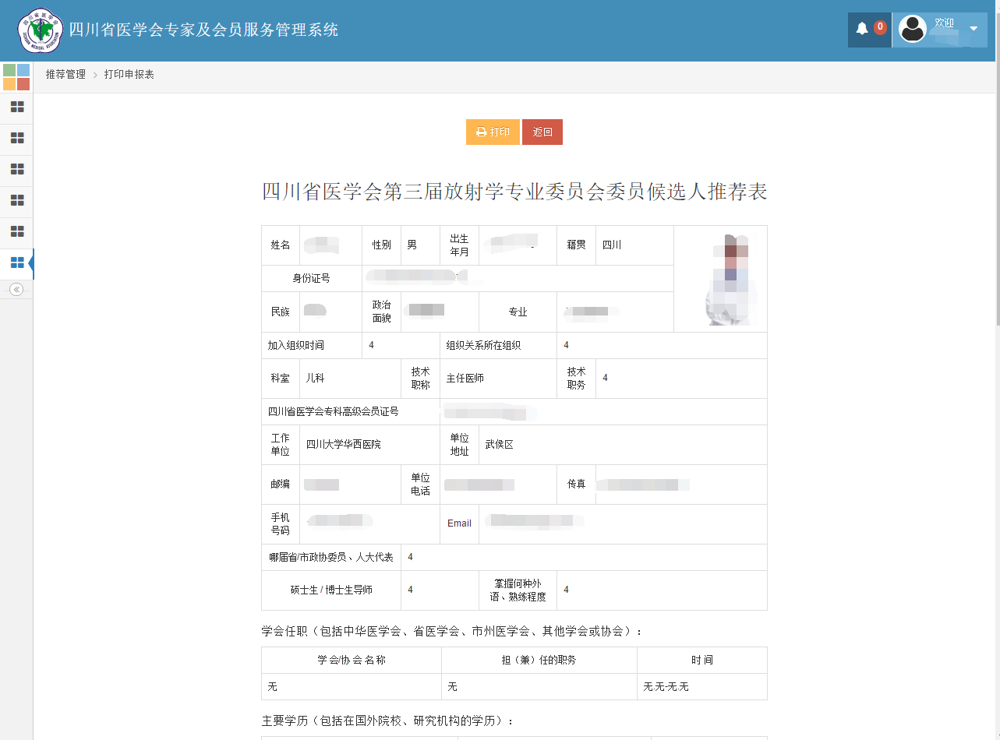 四川省医学会专家及会员服务管理系统
0
欢迎
推荐管理 > 打印申报表
打印 返回
四川省医学会第三届放射学专业委员会委员候选人推荐表
姓名 性别 男 出生年月 籍贯 四川
身份证号
民族 政治面貌 专业
加入组织时间 4 组织关系所在组织 4
科室 儿科 技术职称 主任医师 技术职务 4
四川省医学会专科高级会员证号
工作单位 四川大学华西医院 单位地址 武侯区
邮编 单位电话 传真
手机号码 Email
哪届省/市政协委员、人大代表 4
硕士生 / 博士生导师 4 掌握何种外语、熟练程度 4
学会任职（包括中华医学会、省医学会、市州医学会、其他学会或协会）：
学 会/协 会 名 称 担（兼）任的职务 时 间
无 无 无.无-无.无
主要学历（包括在国外院校、研究机构的学历）：